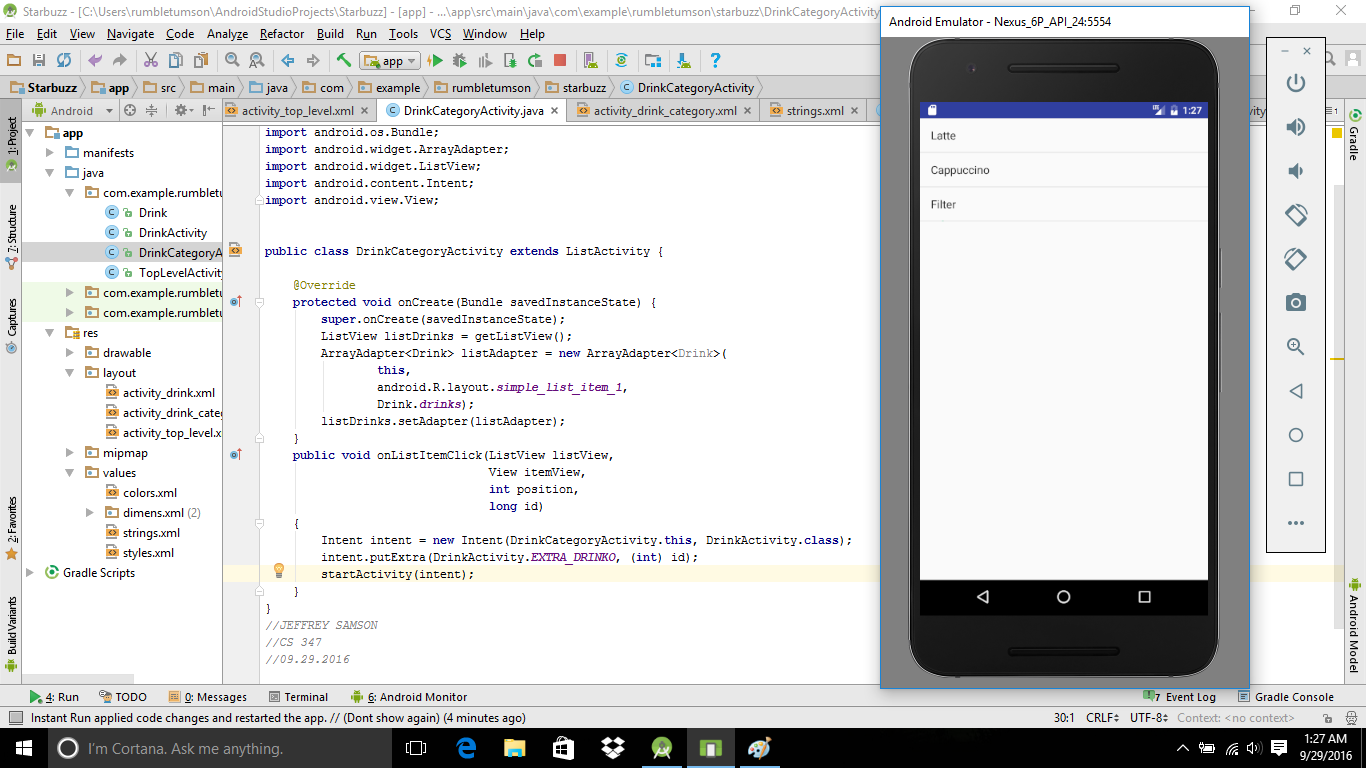 Starbuzz - [C:\Users\rumbletumson\AndroidStudioProjects\Starbuzz] - [app] - ...\app\src\main\java\com\example\rumbletumson\starbuzz\DrinkCategoryActivity
File Edit View Navigate Code Analyze Refactor Build Run Tools VCS Window Help
app
Starbuzz app src main java com example rumbletumson starbuzz DrinkCategoryActivity
Android activity_top_level.xml DrinkCategoryActivity.java activity_drink_category.xml strings.xml
1: Project
7: Structure
Captures
2: Favorites
Build Variants
app
manifests
java
com.example.rumbletu
Drink
DrinkActivity
DrinkCategoryA
TopLevelActivit
com.example.rumbletu
com.example.rumbletu
res
drawable
layout
activity_drink.xml
activity_drink_cate
activity_top_level.x
mipmap
values
colors.xml
dimens.xml (2)
strings.xml
styles.xml
Gradle Scripts
import android.os.Bundle;
import android.widget.ArrayAdapter;
import android.widget.ListView;
import android.content.Intent;
import android.view.View;
public class DrinkCategoryActivity extends ListActivity {
@Override
protected void onCreate(Bundle savedInstanceState) {
super.onCreate(savedInstanceState);
ListView listDrinks = getListView();
ArrayAdapter<Drink> listAdapter = new ArrayAdapter<Drink>(
this,
android.R.layout.simple_list_item_1,
Drink.drinks);
listDrinks.setAdapter(listAdapter);
}
public void onListItemClick(ListView listView,
View itemView,
int position,
long id)
{
Intent intent = new Intent(DrinkCategoryActivity.this, DrinkActivity.class);
intent.putExtra(DrinkActivity.EXTRA_DRINKO, (int) id);
startActivity(intent);
}
}
//JEFFREY SAMSON
//CS 347
//09.29.2016
Android Emulator - Nexus_6P_API_24:5554
1:27
Latte
Cappuccino
Filter
Gradle
Android Model
4: Run TODO 0: Messages Terminal 6: Android Monitor 7 Event Log Gradle Console
Instant Run applied code changes and restarted the app. // (Dont show again) (4 minutes ago) 30:1 CRLF UTF-8 Context: <no context>
I'm Cortana. Ask me anything.
1:27 AM
9/29/2016